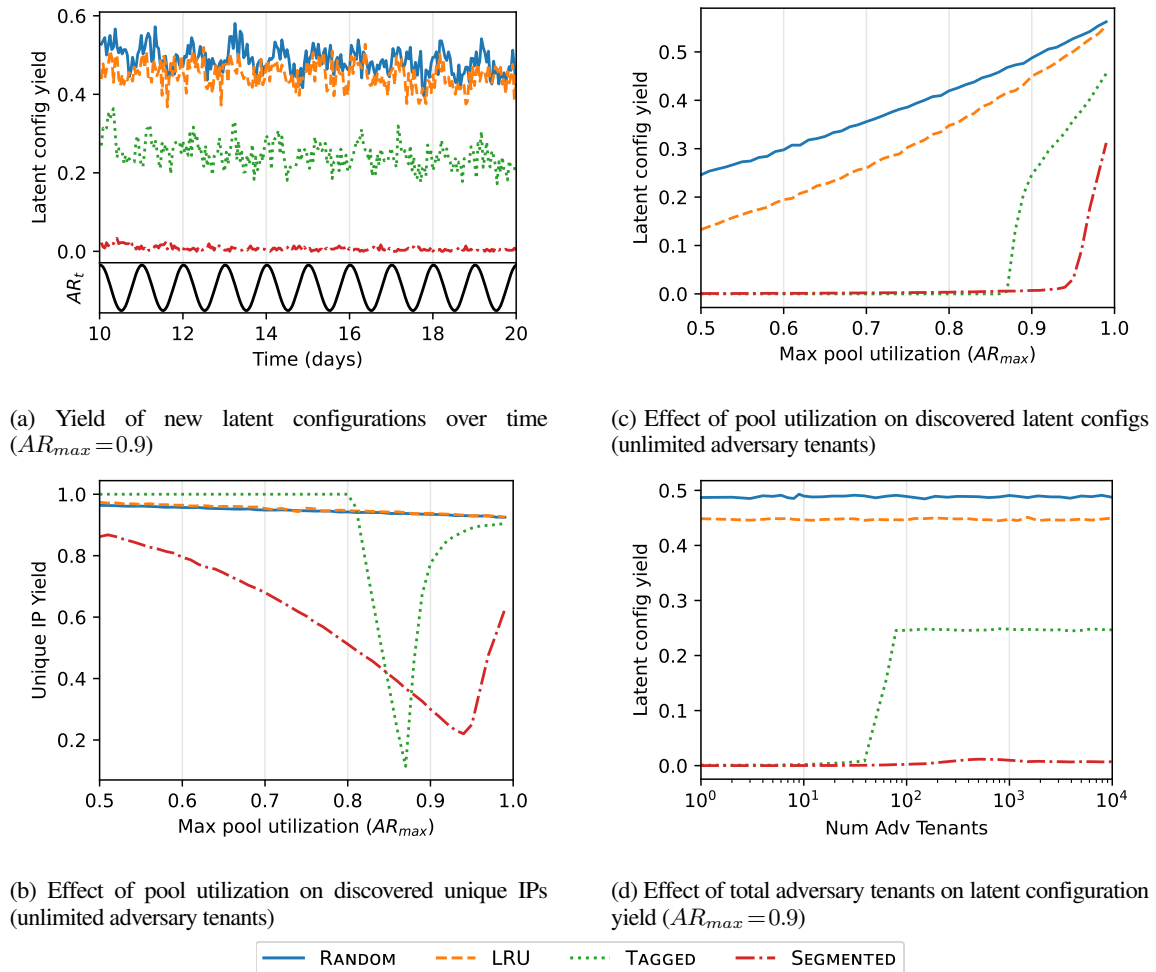 0.6
0.4
0.2
0.0
Latent config yield
AR_t
10 12 14 16 18 20
Time (days)
(a) Yield of new latent configurations over time
(AR_max = 0.9)
0.5
0.4
0.3
0.2
0.1
0.0
Latent config yield
0.5 0.6 0.7 0.8 0.9 1.0
Max pool utilization (AR_max)
(c) Effect of pool utilization on discovered latent configs
(unlimited adversary tenants)
1.0
0.8
0.6
0.4
0.2
Unique IP Yield
0.5 0.6 0.7 0.8 0.9 1.0
Max pool utilization (AR_max)
(b) Effect of pool utilization on discovered unique IPs
(unlimited adversary tenants)
0.5
0.4
0.3
0.2
0.1
0.0
Latent config yield
10^0 10^1 10^2 10^3 10^4
Num Adv Tenants
(d) Effect of total adversary tenants on latent configuration
yield (AR_max = 0.9)
RANDOM LRU TAGGED SEGMENTED